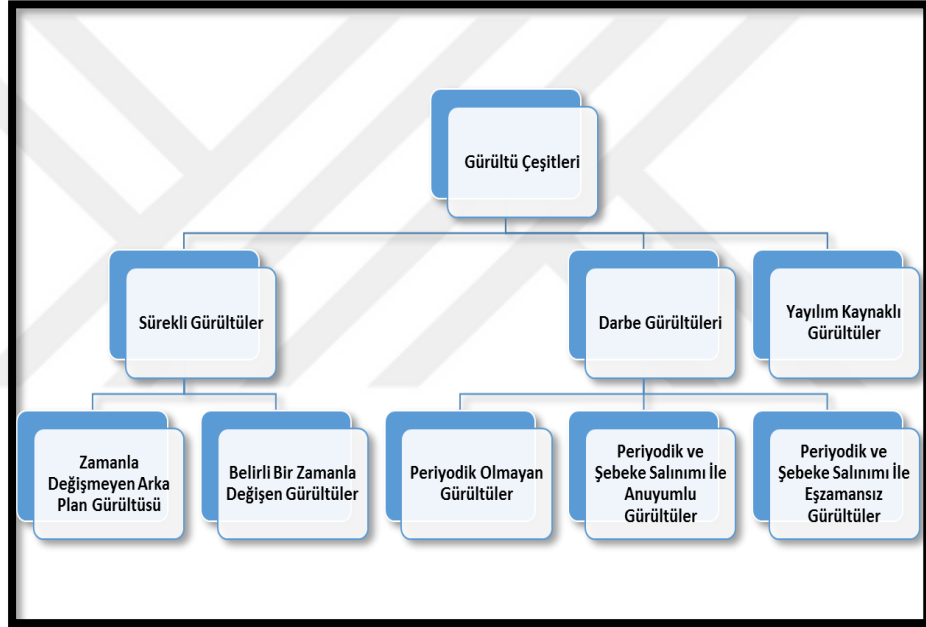 Gürültü Çeşitleri
Sürekli Gürültüler
Darbe Gürültüleri
Yayılım Kaynaklı
Gürültüler
Zamanla
Değişmeyen Arka
Plan Gürültüsü
Belirli Bir Zamanla
Değişen Gürültüler
Periyodik Olmayan
Gürültüler
Periyodik ve
Şebeke Salınımı İle
Anuyumlu
Gürültüler
Periyodik ve
Şebeke Salınımı İle
Eşzamansız
Gürültüler